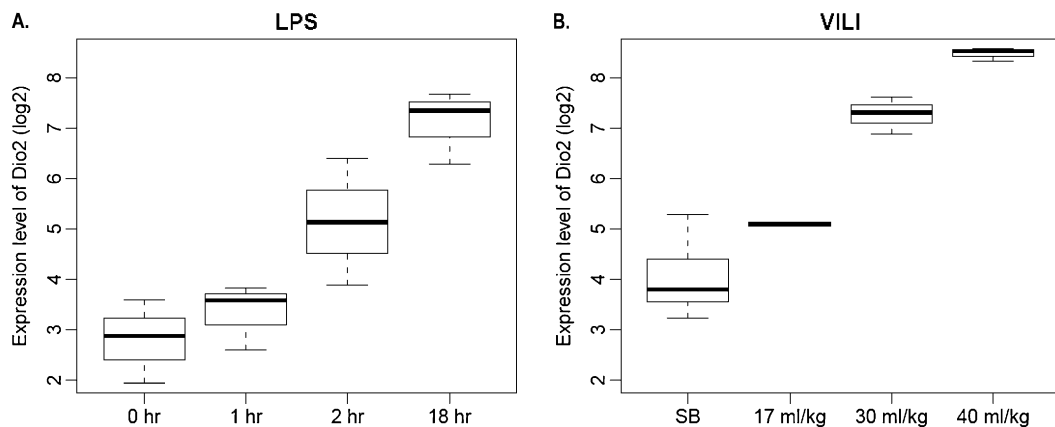 A.
LPS
Expression level of Dio2 (log2)
8
7
6
5
4
3
2
0 hr
1 hr
2 hr
18 hr
B.
VILI
Expression level of Dio2 (log2)
8
7
6
5
4
3
2
SB
17 ml/kg
30 ml/kg
40 ml/kg